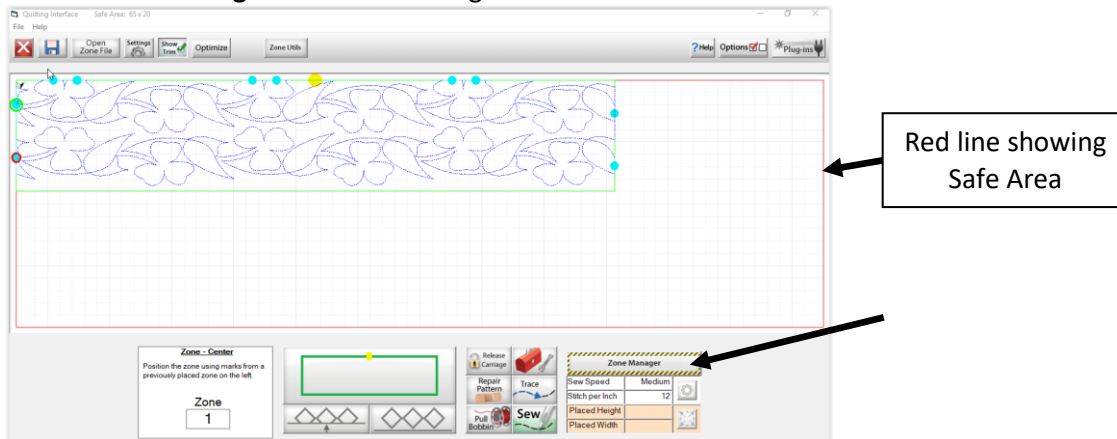 Quilting Interface Safe Area: 65 x 20
File Help
Open
Zone File
Settings
Show
Trim
Optimize
Zone Utils
?Help
Options
Plug-ins
Red line showing
Safe Area
Zone - Center
Position the zone using marks from a
previously placed zone on the left.
Zone
1
Release
Carriage
Repair
Pattern
Trace
Pull
Bobbin
Sew
Zone Manager
Sew Speed Medium
Stitch per Inch 12
Placed Height
Placed Width